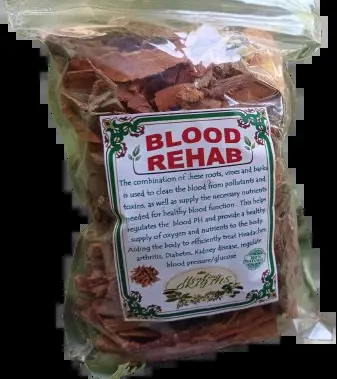 BLOOD
REHAB
The combination of these roots, vines and barks
is used to clean the blood from pollutants and
toxins, as well as supply the necessary nutrients
needed for healthy blood function. This helps
regulates the blood PH and provide a healthy
supply of oxygen and nutrients to the body.
Aiding the body to efficiently treat Headaches,
arthritis, Diabetes, Kidney disease, regulate
blood pressure/glucose